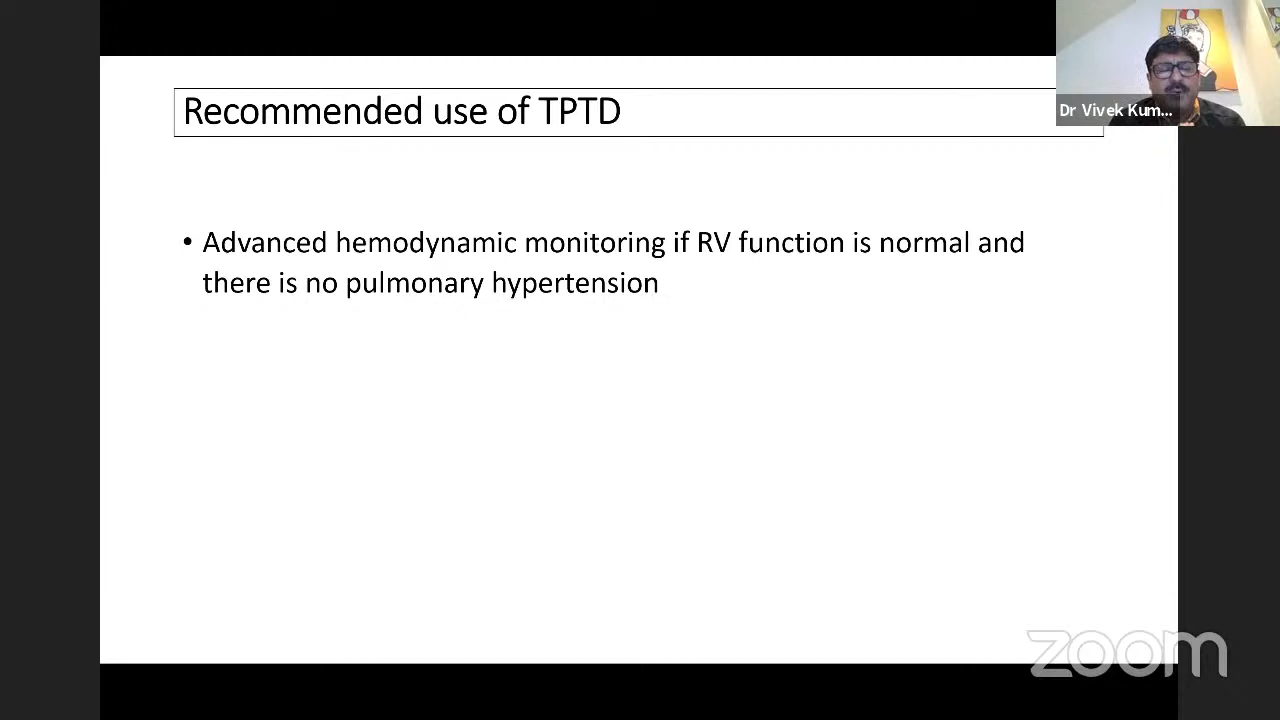 Recommended use of TPTD
Dr Vivek Kum...
• Advanced hemodynamic monitoring if RV function is normal and
there is no pulmonary hypertension
zoom